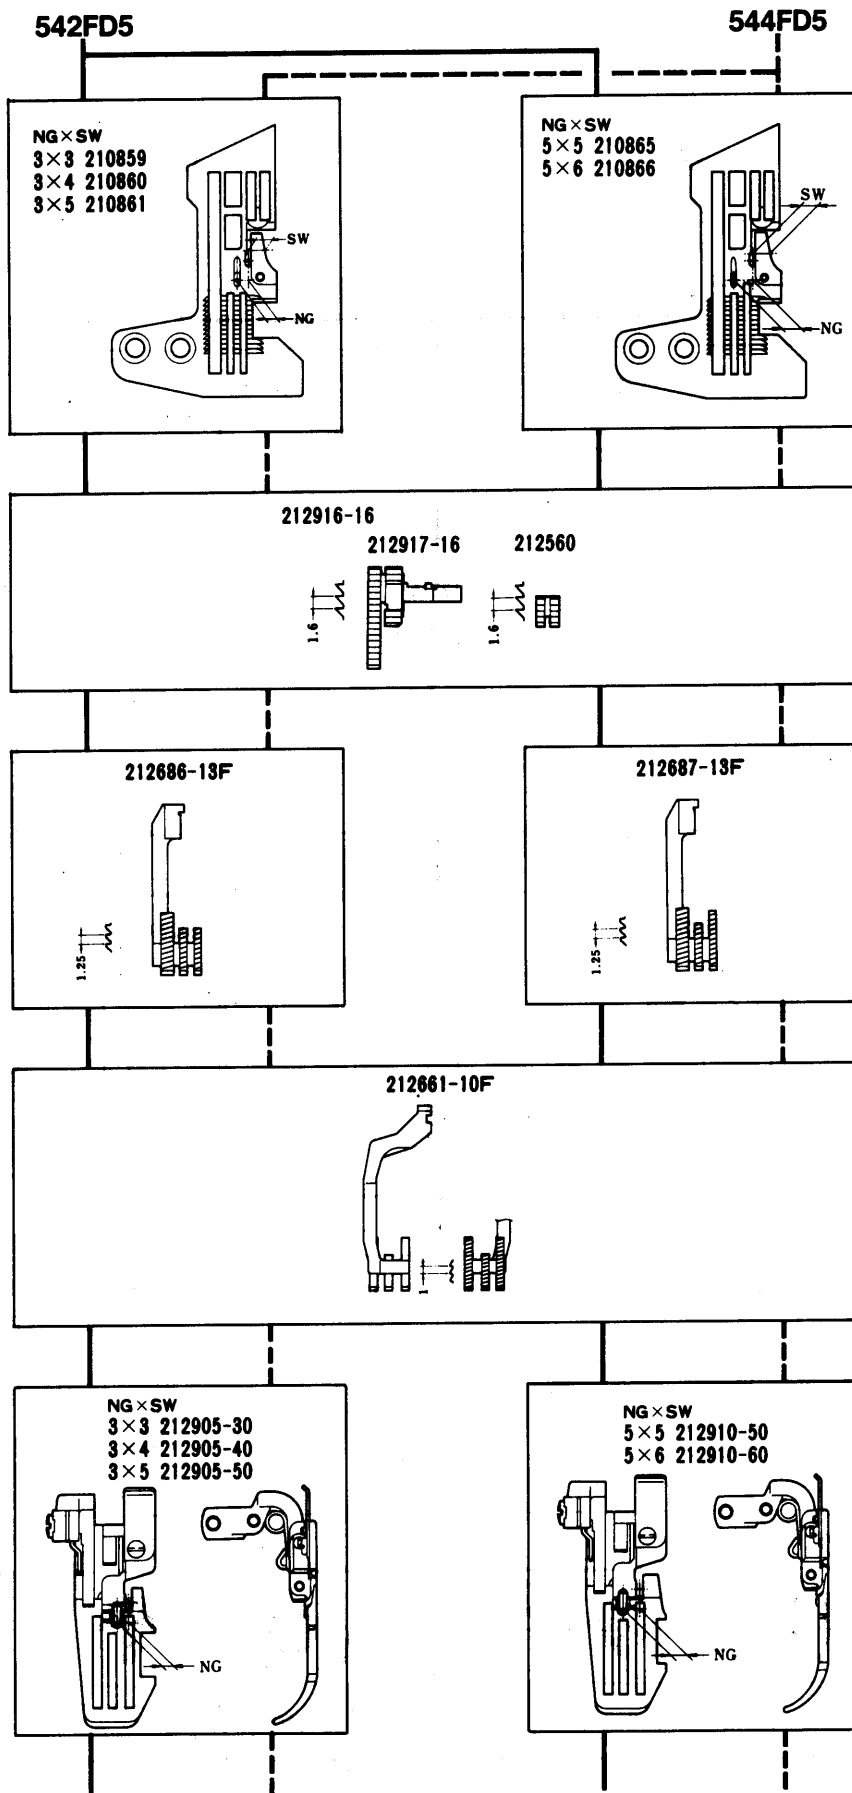 542FD5
544FD5
NG×SW
3×3 210859
3×4 210860
3×5 210861
SW
NG
NG×SW
5×5 210865
5×6 210866
SW
NG
212916-16
212917-16
212560
1.6
1.6
212686-13F
1.25
212687-13F
1.25
212661-10F
1
NG×SW
3×3 212905-30
3×4 212905-40
3×5 212905-50
NG
NG×SW
5×5 212910-50
5×6 212910-60
NG